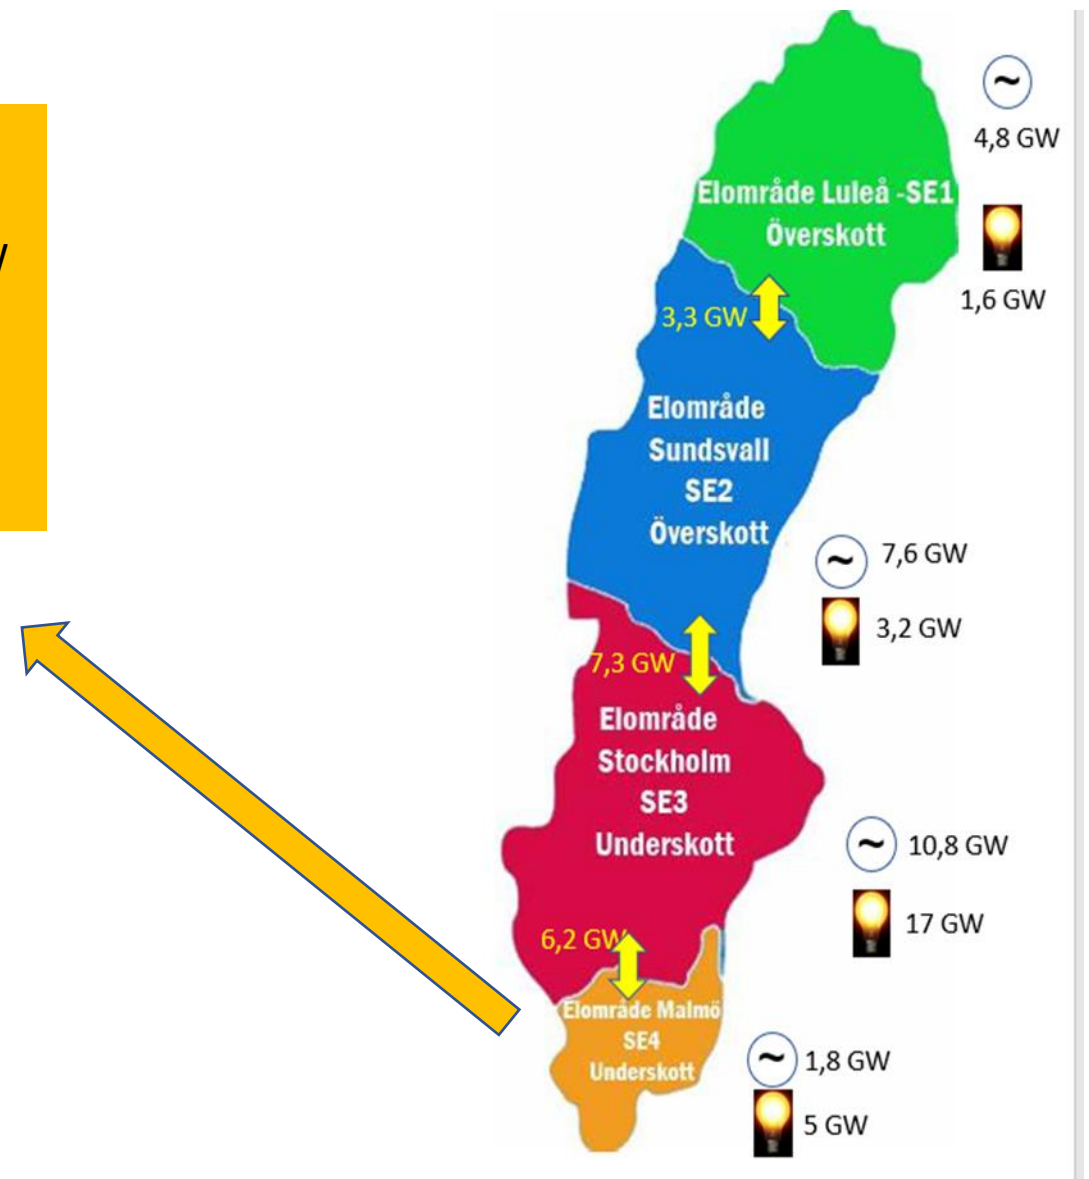 ~
4,8 GW
Elområde Luleå -SE1
Överskott
1,6 GW
3,3 GW
Elområde
Sundsvall
SE2
Överskott
~
7,6 GW
3,2 GW
7,3 GW
Elområde
Stockholm
SE3
Underskott
~
10,8 GW
17 GW
6,2 GW
Elområde Malmö
SE4
Underskott
~
1,8 GW
5 GW